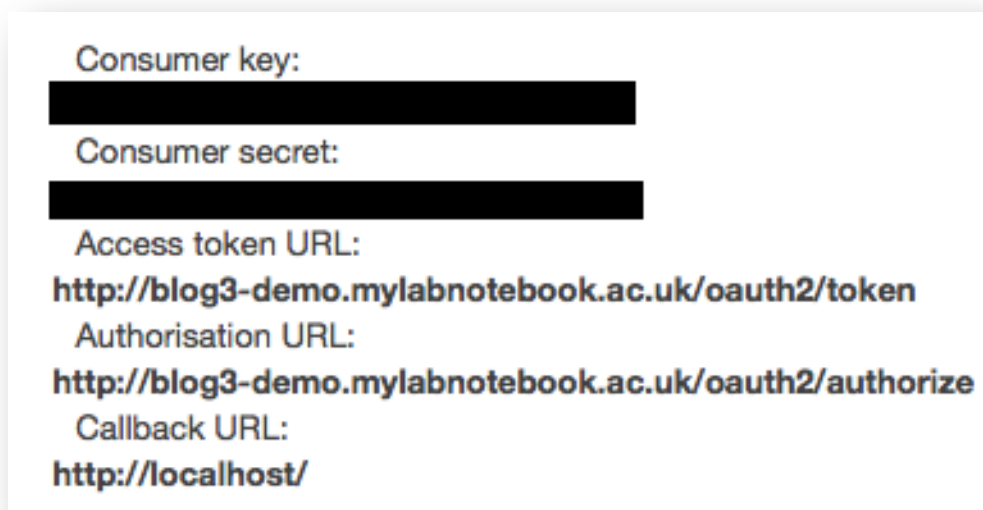 Consumer key:
Consumer secret:
Access token URL:
http://blog3-demo.mylabnotebook.ac.uk/oauth2/token
Authorisation URL:
http://blog3-demo.mylabnotebook.ac.uk/oauth2/authorize
Callback URL:
http://localhost/